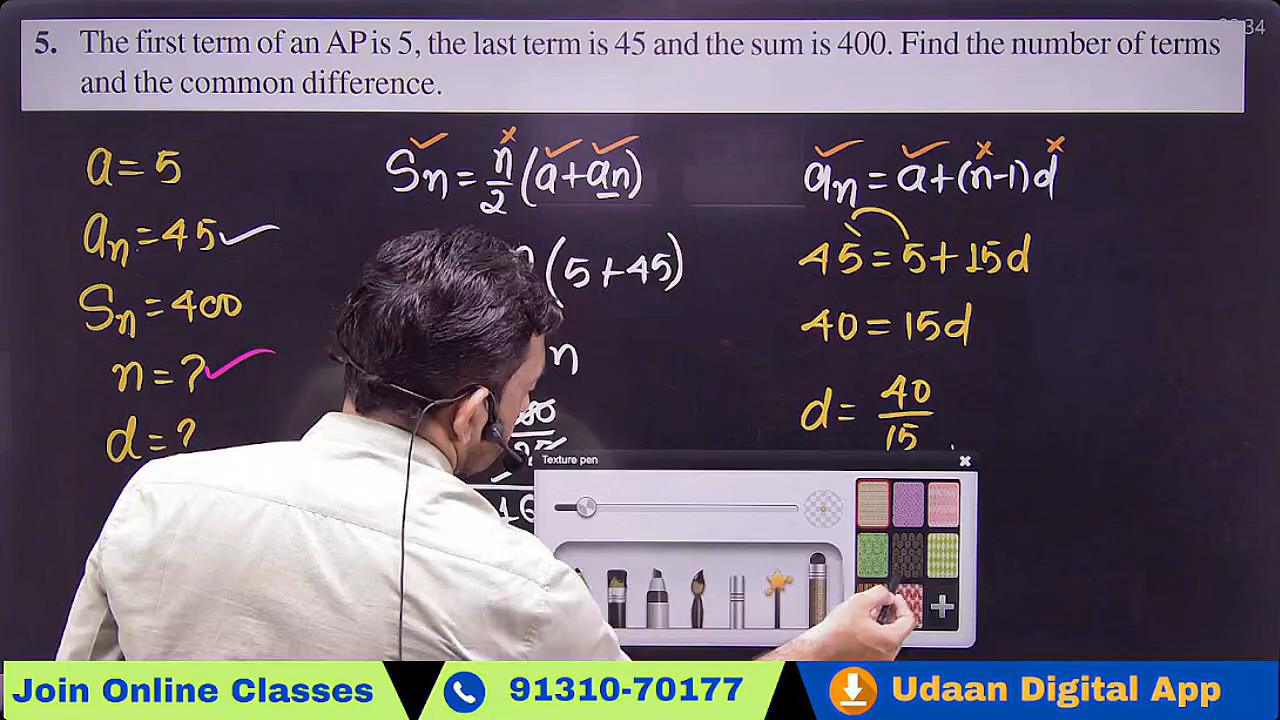 5. The first term of an AP is 5, the last term is 45 and the sum is 400. Find the number of terms
and the common difference.
a = 5
an = 45
Sn = 400
n = ?
d = ?
Sn = n/2 (a + an)
(5 + 45)
n
an = a + (n-1)d
45 = 5 + 15d
40 = 15d
d = 40/15
Texture pen
Join Online Classes
91310-70177
Udaan Digital App